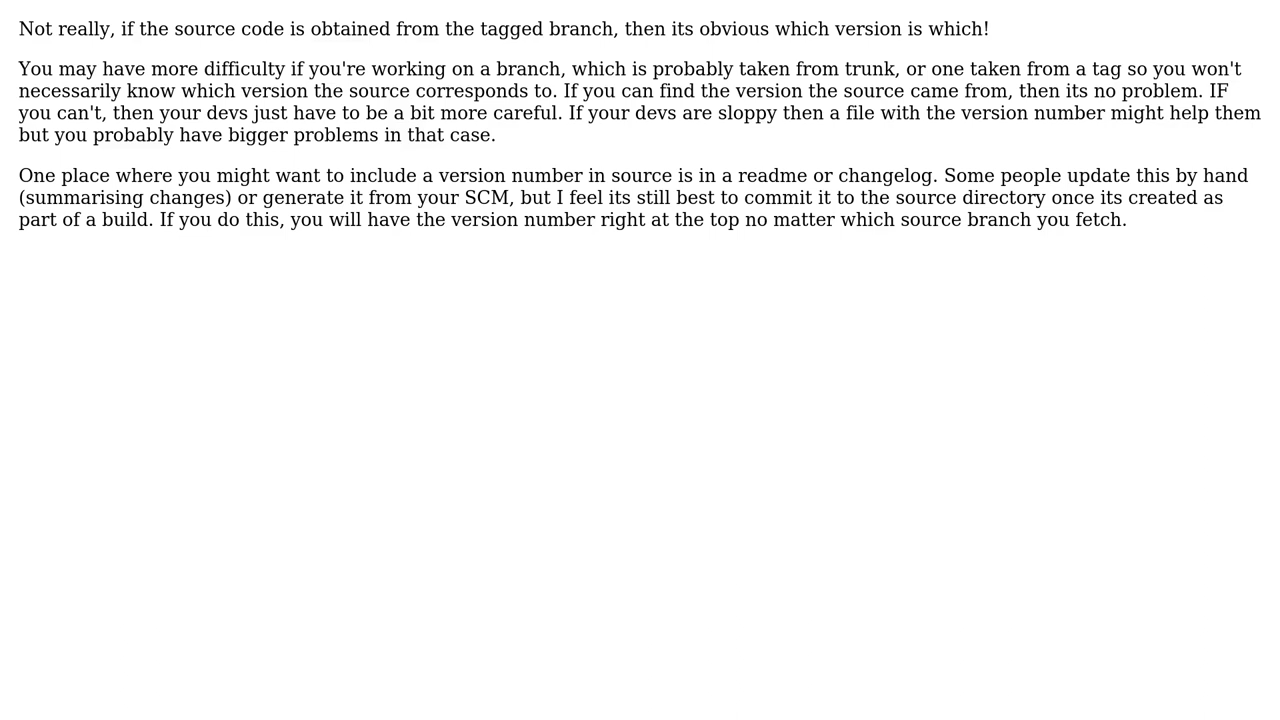 Not really, if the source code is obtained from the tagged branch, then its obvious which version is which!
You may have more difficulty if you're working on a branch, which is probably taken from trunk, or one taken from a tag so you won't
necessarily know which version the source corresponds to. If you can find the version the source came from, then its no problem. IF
you can't, then your devs just have to be a bit more careful. If your devs are sloppy then a file with the version number might help them
but you probably have bigger problems in that case.
One place where you might want to include a version number in source is in a readme or changelog. Some people update this by hand
(summarising changes) or generate it from your SCM, but I feel its still best to commit it to the source directory once its created as
part of a build. If you do this, you will have the version number right at the top no matter which source branch you fetch.